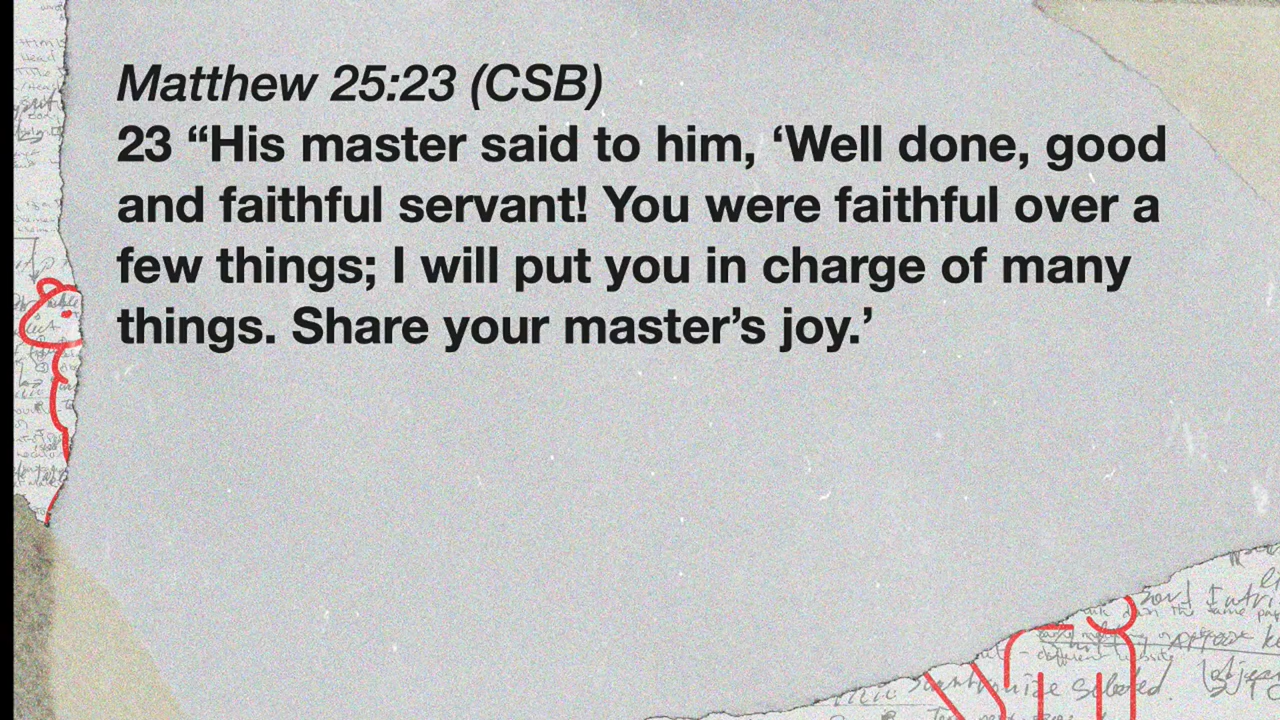 Matthew 25:23 (CSB)
23 “His master said to him, ‘Well done, good
and faithful servant! You were faithful over a
few things; I will put you in charge of many
things. Share your master’s joy.’